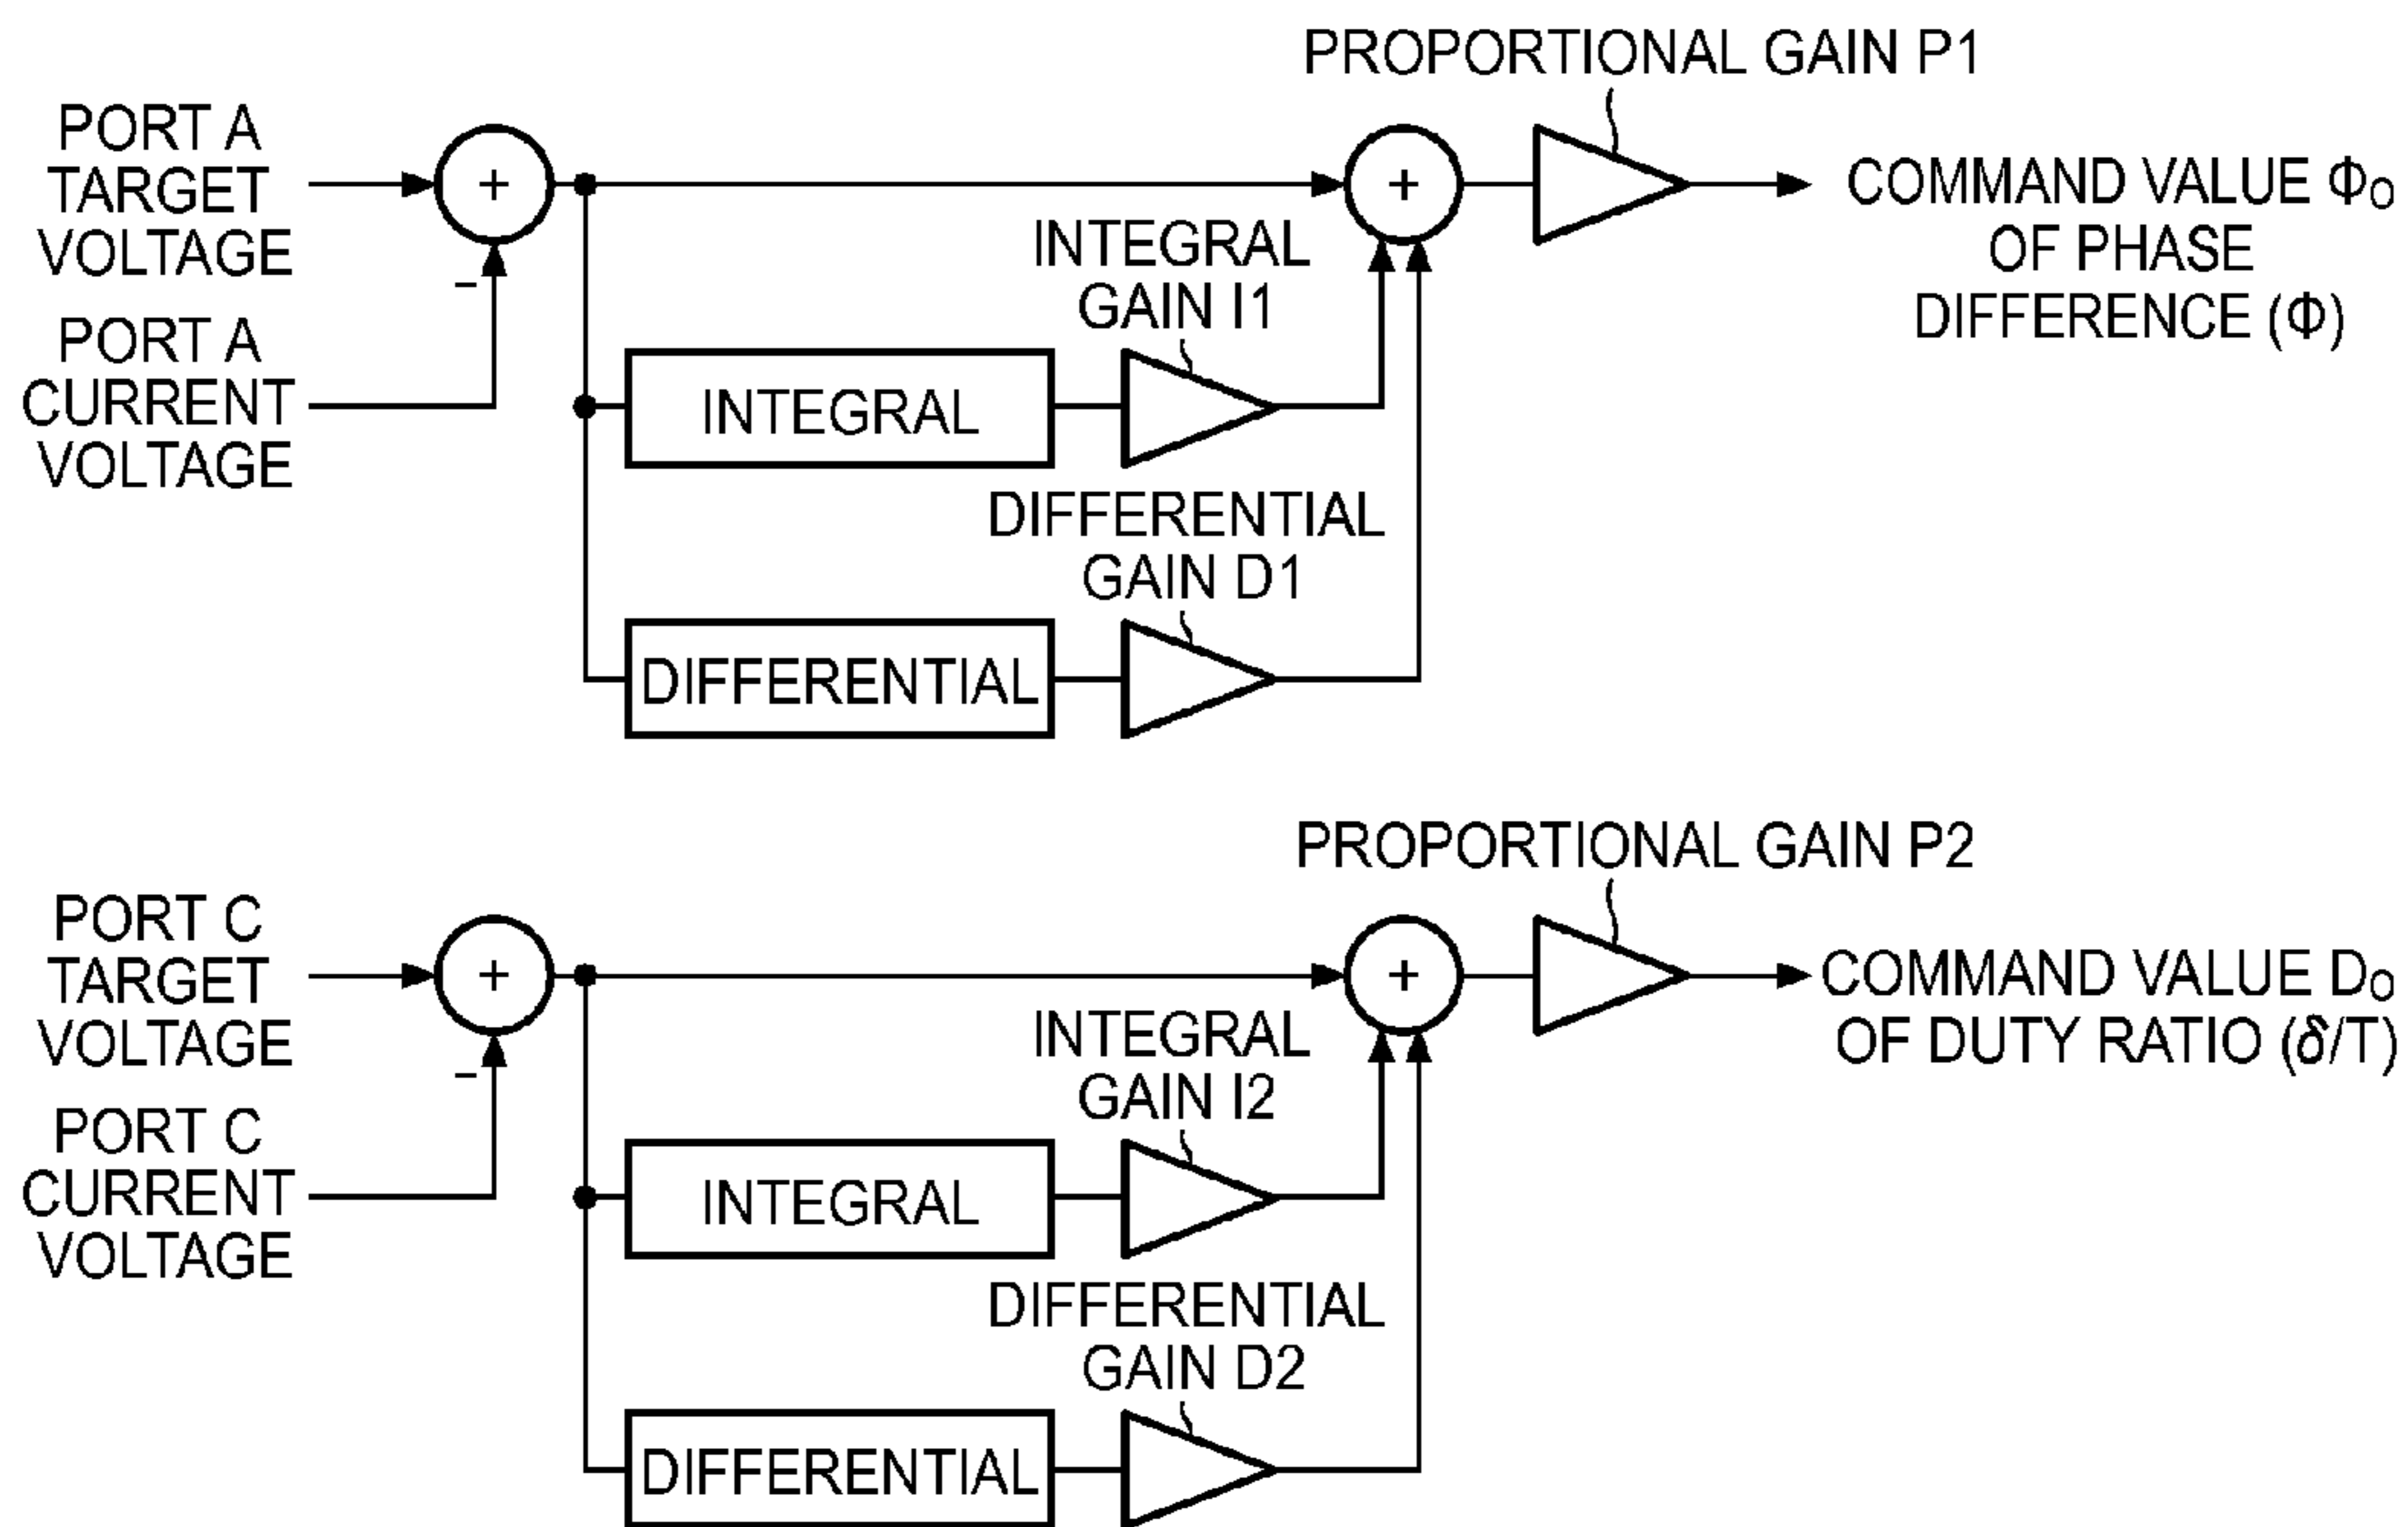 PROPORTIONAL GAIN P1
PORT A
TARGET
VOLTAGE
+
+
COMMAND VALUE ΦO
OF PHASE
DIFFERENCE (Φ)
−
INTEGRAL
GAIN I1
PORT A
CURRENT
VOLTAGE
INTEGRAL
DIFFERENTIAL
GAIN D1
DIFFERENTIAL
PROPORTIONAL GAIN P2
PORT C
TARGET
VOLTAGE
+
+
COMMAND VALUE DO
OF DUTY RATIO (δ/T)
−
INTEGRAL
GAIN I2
PORT C
CURRENT
VOLTAGE
INTEGRAL
DIFFERENTIAL
GAIN D2
DIFFERENTIAL